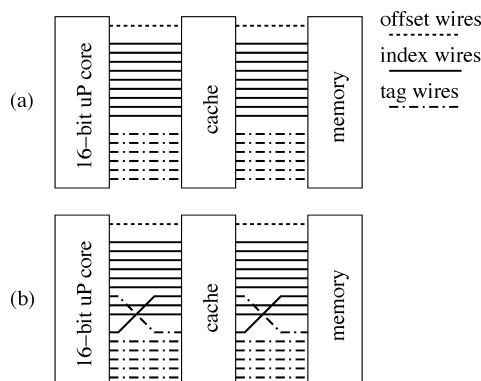 offset wires
index wires
tag wires
(a)
16-bit uP core
cache
memory
(b)
16-bit uP core
cache
memory